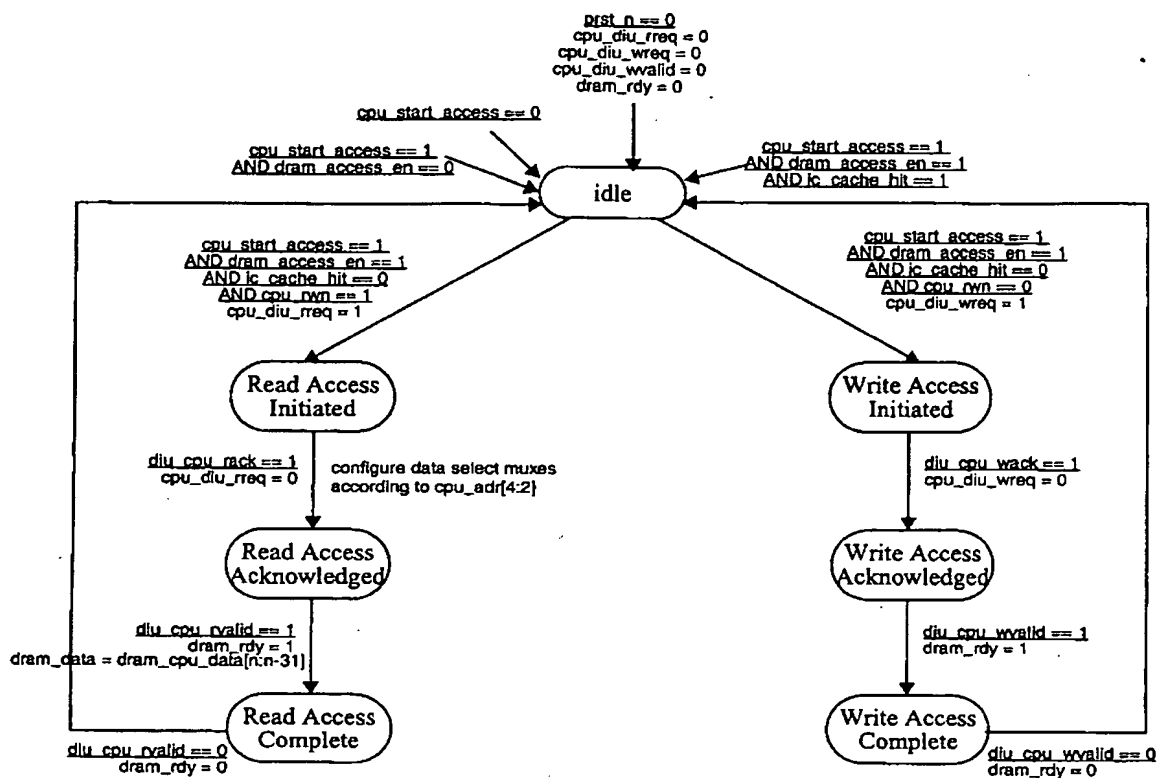 prst_n == 0
cpu_diu_rreq = 0
cpu_diu_wreq = 0
cpu_diu_wvalid = 0
dram_rdy = 0
cpu_start_access == 0
cpu_start_access == 1
AND dram_access_en == 0
cpu_start_access == 1
AND dram_access_en == 1
AND ic_cache_hit == 1
idle
cpu_start_access == 1
AND dram_access_en == 1
AND ic_cache_hit == 0
AND cpu_rwn == 1
cpu_diu_rreq = 1
cpu_start_access == 1
AND dram_access_en == 1
AND ic_cache_hit == 0
AND cpu_rwn == 0
cpu_diu_wreq = 1
Read Access
Initiated
Write Access
Initiated
diu_cpu_rack == 1
cpu_diu_rreq = 0
configure data select muxes
according to cpu_adr[4:2]
diu_cpu_wack == 1
cpu_diu_wreq = 0
Read Access
Acknowledged
Write Access
Acknowledged
diu_cpu_rvalid == 1
dram_rdy = 1
dram_data = dram_cpu_data[n:n-31]
diu_cpu_wvalid == 1
dram_rdy = 1
Read Access
Complete
Write Access
Complete
diu_cpu_rvalid == 0
dram_rdy = 0
diu_cpu_wvalid == 0
dram_rdy = 0